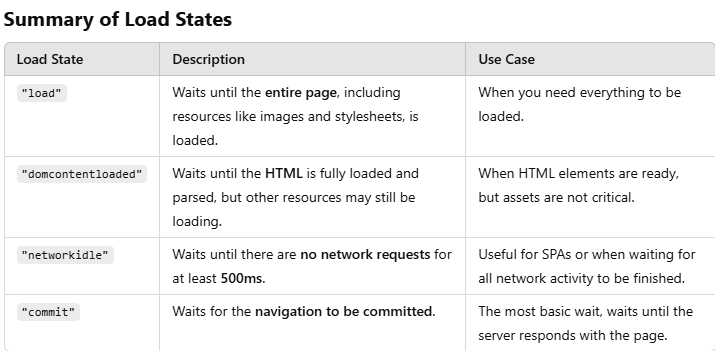 Summary of Load States
Load State Description Use Case
"load" Waits until the entire page, including When you need everything to be
resources like images and stylesheets, is loaded.
loaded.
"domcontentloaded" Waits until the HTML is fully loaded and When HTML elements are ready,
parsed, but other resources may still be but assets are not critical.
loading.
"networkidle" Waits until there are no network requests for Useful for SPAs or when waiting for
at least 500ms. all network activity to be finished.
"commit" Waits for the navigation to be committed. The most basic wait, waits until the
server responds with the page.